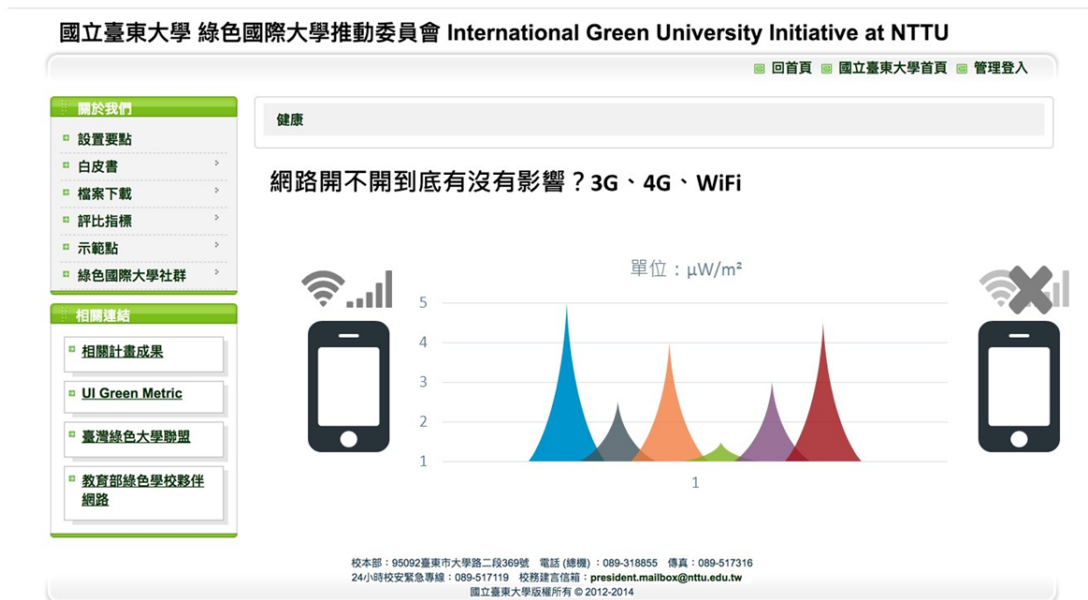 國立臺東大學 綠色國際大學推動委員會 International Green University Initiative at NTTU
回首頁 國立臺東大學首頁 管理登入
關於我們
設置要點
白皮書
檔案下載
評比指標
示範點
綠色國際大學社群
相關連結
相關計畫成果
UI Green Metric
臺灣綠色大學聯盟
教育部綠色學校夥伴
網路
健康
網路開不開到底有沒有影響？3G、4G、WiFi
單位：μW/m²
5
4
3
2
1
1
校本部：95092臺東市大學路二段369號 電話 (總機) ：089-318855 傳真：089-517316
24小時校安緊急專線：089-517119 校務建言信箱：president.mailbox@nttu.edu.tw
國立臺東大學版權所有 © 2012-2014